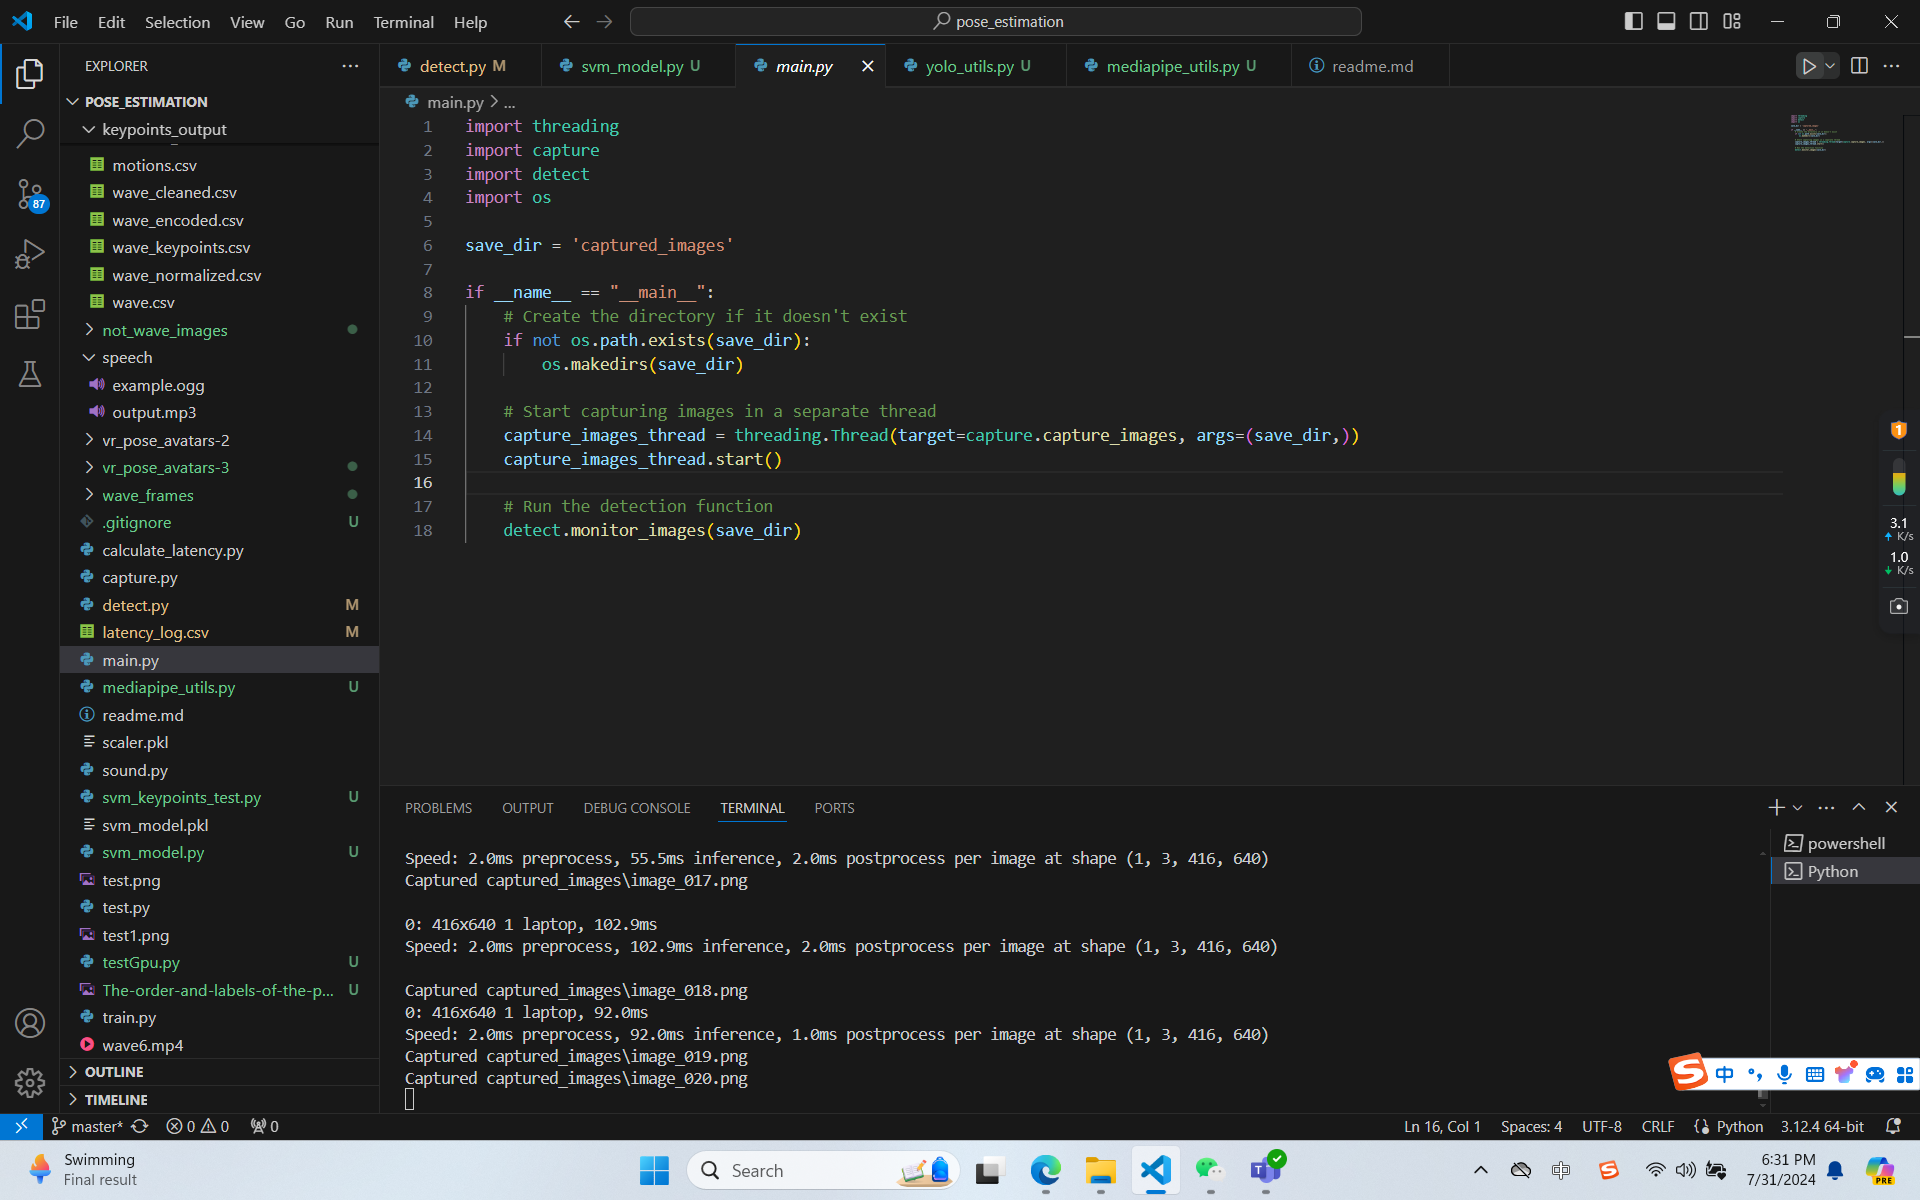 File Edit Selection View Go Run Terminal Help
pose_estimation
EXPLORER
POSE_ESTIMATION
keypoints_output
motions.csv
wave_cleaned.csv
wave_encoded.csv
wave_keypoints.csv
wave_normalized.csv
wave.csv
not_wave_images
speech
example.ogg
output.mp3
vr_pose_avatars-2
vr_pose_avatars-3
wave_frames
.gitignore U
calculate_latency.py
capture.py
detect.py M
latency_log.csv M
main.py
mediapipe_utils.py U
readme.md
scaler.pkl
sound.py
svm_keypoints_test.py U
svm_model.pkl
svm_model.py U
test.png
test.py
test1.png
testGpu.py U
The-order-and-labels-of-the-p... U
train.py
wave6.mp4
OUTLINE
TIMELINE
87
detect.py M svm_model.py U main.py yolo_utils.py U mediapipe_utils.py U readme.md
main.py > ...
1 import threading
2 import capture
3 import detect
4 import os
5
6 save_dir = 'captured_images'
7
8 if __name__ == "__main__":
9 # Create the directory if it doesn't exist
10 if not os.path.exists(save_dir):
11 os.makedirs(save_dir)
12
13 # Start capturing images in a separate thread
14 capture_images_thread = threading.Thread(target=capture.capture_images, args=(save_dir,))
15 capture_images_thread.start()
16
17 # Run the detection function
18 detect.monitor_images(save_dir)
1
3.1
K/s
1.0
K/s
PROBLEMS OUTPUT DEBUG CONSOLE TERMINAL PORTS
Speed: 2.0ms preprocess, 55.5ms inference, 2.0ms postprocess per image at shape (1, 3, 416, 640)
Captured captured_images\image_017.png
0: 416x640 1 laptop, 102.9ms
Speed: 2.0ms preprocess, 102.9ms inference, 2.0ms postprocess per image at shape (1, 3, 416, 640)
Captured captured_images\image_018.png
0: 416x640 1 laptop, 92.0ms
Speed: 2.0ms preprocess, 92.0ms inference, 1.0ms postprocess per image at shape (1, 3, 416, 640)
Captured captured_images\image_019.png
Captured captured_images\image_020.png
powershell
Python
S 中
master* 0 0 0
Ln 16, Col 1 Spaces: 4 UTF-8 CRLF Python 3.12.4 64-bit
Swimming
Final result
Search
PRE
6:31 PM
7/31/2024